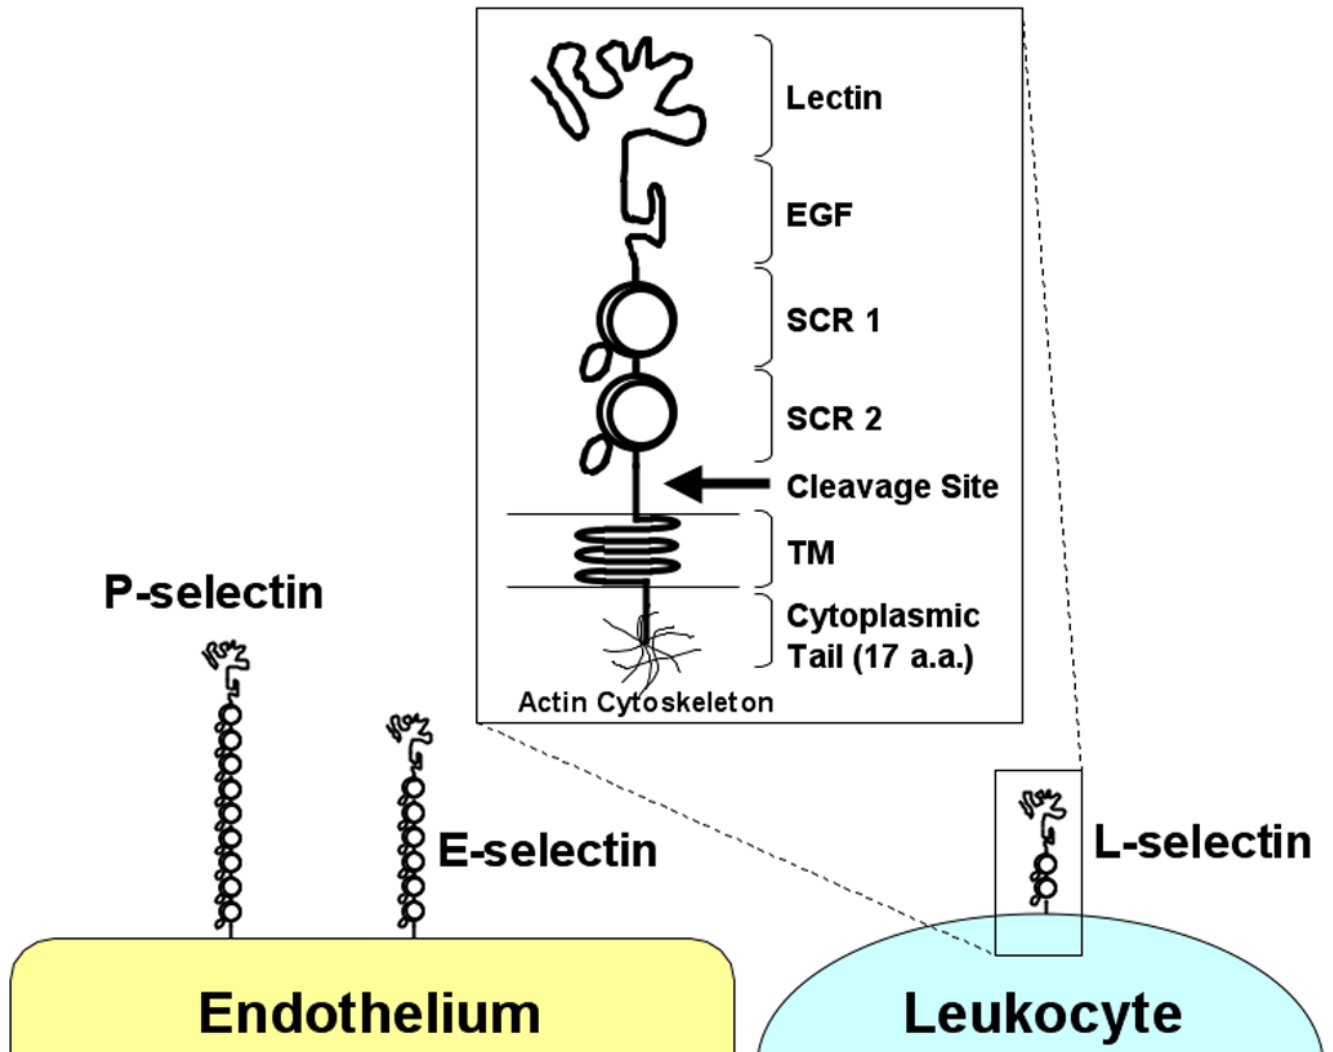 Lectin
EGF
SCR 1
SCR 2
Cleavage Site
TM
Cytoplasmic
Tail (17 a.a.)
Actin Cytoskeleton
P-selectin
E-selectin
L-selectin
Endothelium
Leukocyte